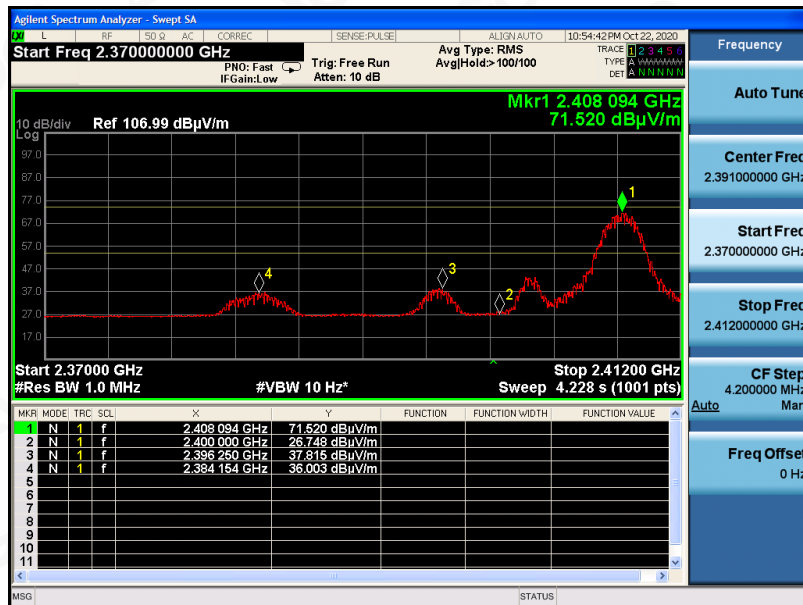 Agilent Spectrum Analyzer - Swept SA
LXI L RF 50 Ω AC CORREC SENSE:PULSE ALIGN AUTO 10:54:42 PM Oct 22, 2020
Start Freq 2.370000000 GHz
PNO: Fast
IFGain:Low
Trig: Free Run
Atten: 10 dB
Avg Type: RMS
Avg|Hold:>100/100
TRACE 1 2 3 4 5 6
TYPE A WWWWW
DET A N N N N N
Frequency
Mkr1 2.408 094 GHz
71.520 dBµV/m
10 dB/div Ref 106.99 dBµV/m
Log
97.0
87.0
77.0
67.0
57.0
47.0
37.0
27.0
17.0
1
2
3
4
Start 2.37000 GHz Stop 2.41200 GHz
#Res BW 1.0 MHz #VBW 10 Hz* Sweep 4.228 s (1001 pts)
MKR MODE TRC SCL X Y FUNCTION FUNCTION WIDTH FUNCTION VALUE
1 N 1 f 2.408 094 GHz 71.520 dBµV/m
2 N 1 f 2.400 000 GHz 26.748 dBµV/m
3 N 1 f 2.396 250 GHz 37.815 dBµV/m
4 N 1 f 2.384 154 GHz 36.003 dBµV/m
5
6
7
8
9
10
11
Auto Tune
Center Freq
2.391000000 GHz
Start Freq
2.370000000 GHz
Stop Freq
2.412000000 GHz
CF Step
4.200000 MHz
Auto Man
Freq Offset
0 Hz
MSG STATUS